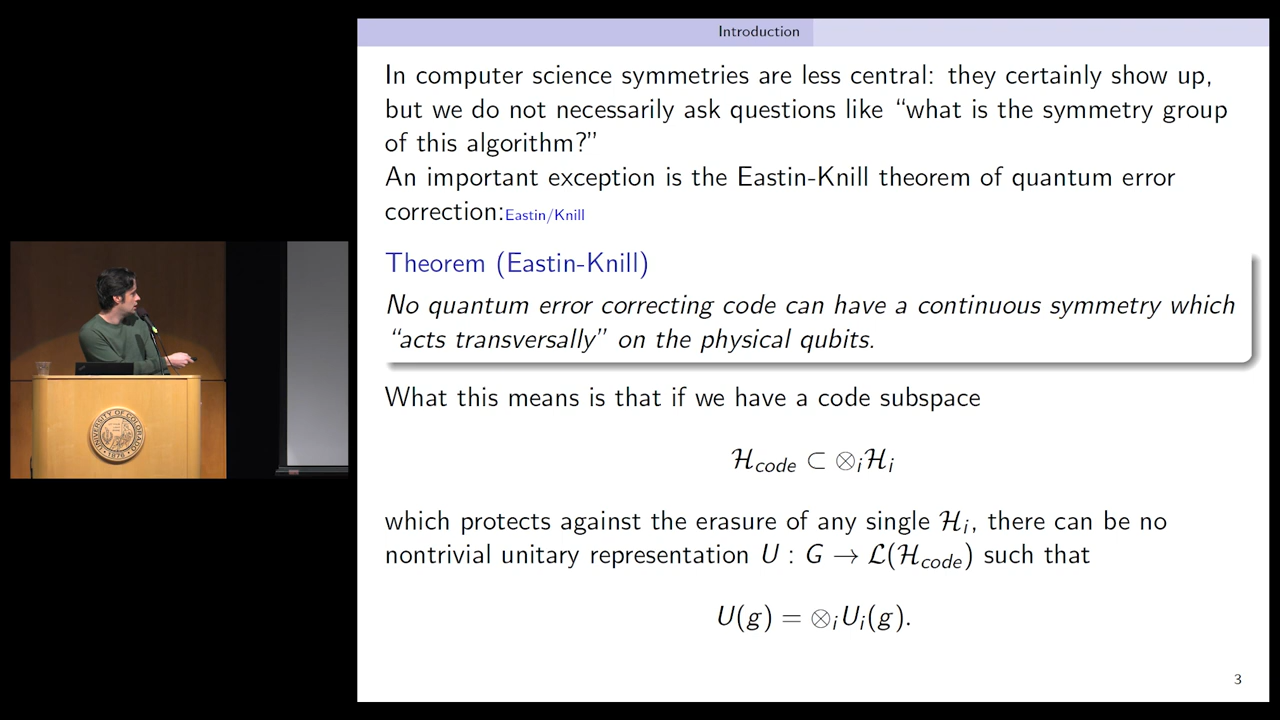 Introduction
In computer science symmetries are less central: they certainly show up,
but we do not necessarily ask questions like “what is the symmetry group
of this algorithm?”
An important exception is the Eastin-Knill theorem of quantum error
correction:Eastin/Knill
Theorem (Eastin-Knill)
No quantum error correcting code can have a continuous symmetry which
“acts transversally” on the physical qubits.
What this means is that if we have a code subspace
ℋ_code ⊂ ⊗_i ℋ_i
which protects against the erasure of any single ℋ_i, there can be no
nontrivial unitary representation U : G → ℒ(ℋ_code) such that
U(g) = ⊗_i U_i(g).
3
UNIVERSITY OF COLORADO
1876